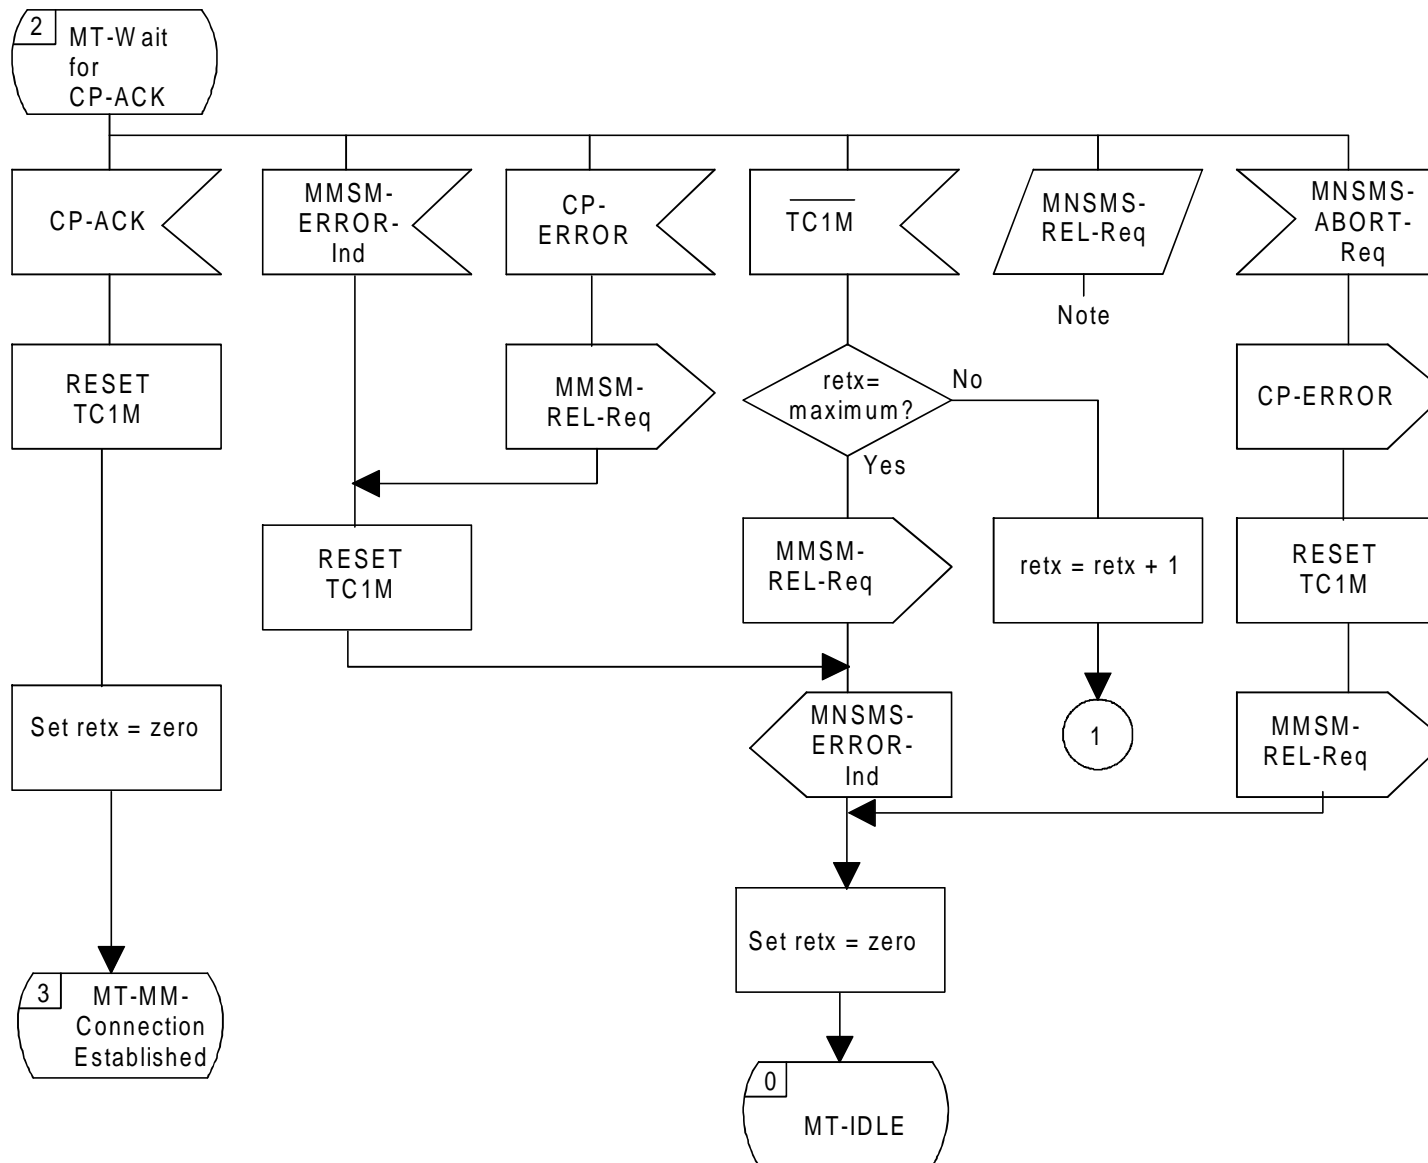 2
MT-Wait
for
CP-ACK
CP-ACK
MMSM-
ERROR-
Ind
CP-
ERROR
TC1M
MNSMS-
REL-Req
MNSMS-
ABORT-
Req
Note
RESET
TC1M
MMSM-
REL-Req
retx=
maximum?
No
Yes
CP-ERROR
RESET
TC1M
MMSM-
REL-Req
retx = retx + 1
RESET
TC1M
Set retx = zero
MNSMS-
ERROR-
Ind
1
MMSM-
REL-Req
Set retx = zero
3
MT-MM-
Connection
Established
0
MT-IDLE